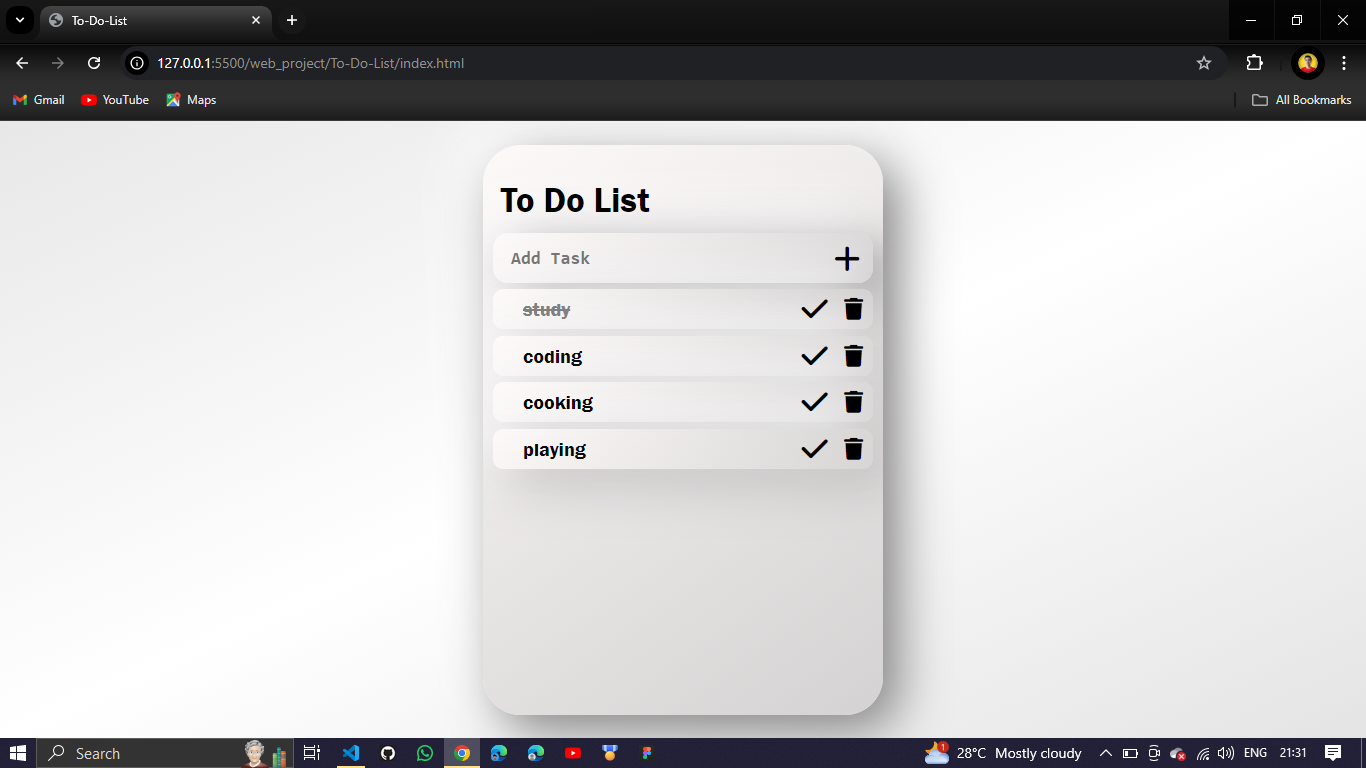 To-Do-List
127.0.0.1:5500/web_project/To-Do-List/index.html
Gmail YouTube Maps All Bookmarks
To Do List
Add Task
study
coding
cooking
playing
Search 1 28°C Mostly cloudy ENG 21:31